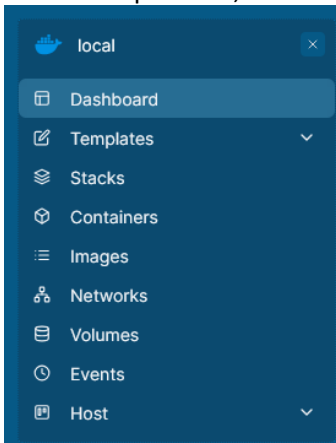 local
Dashboard
Templates
Stacks
Containers
Images
Networks
Volumes
Events
Host